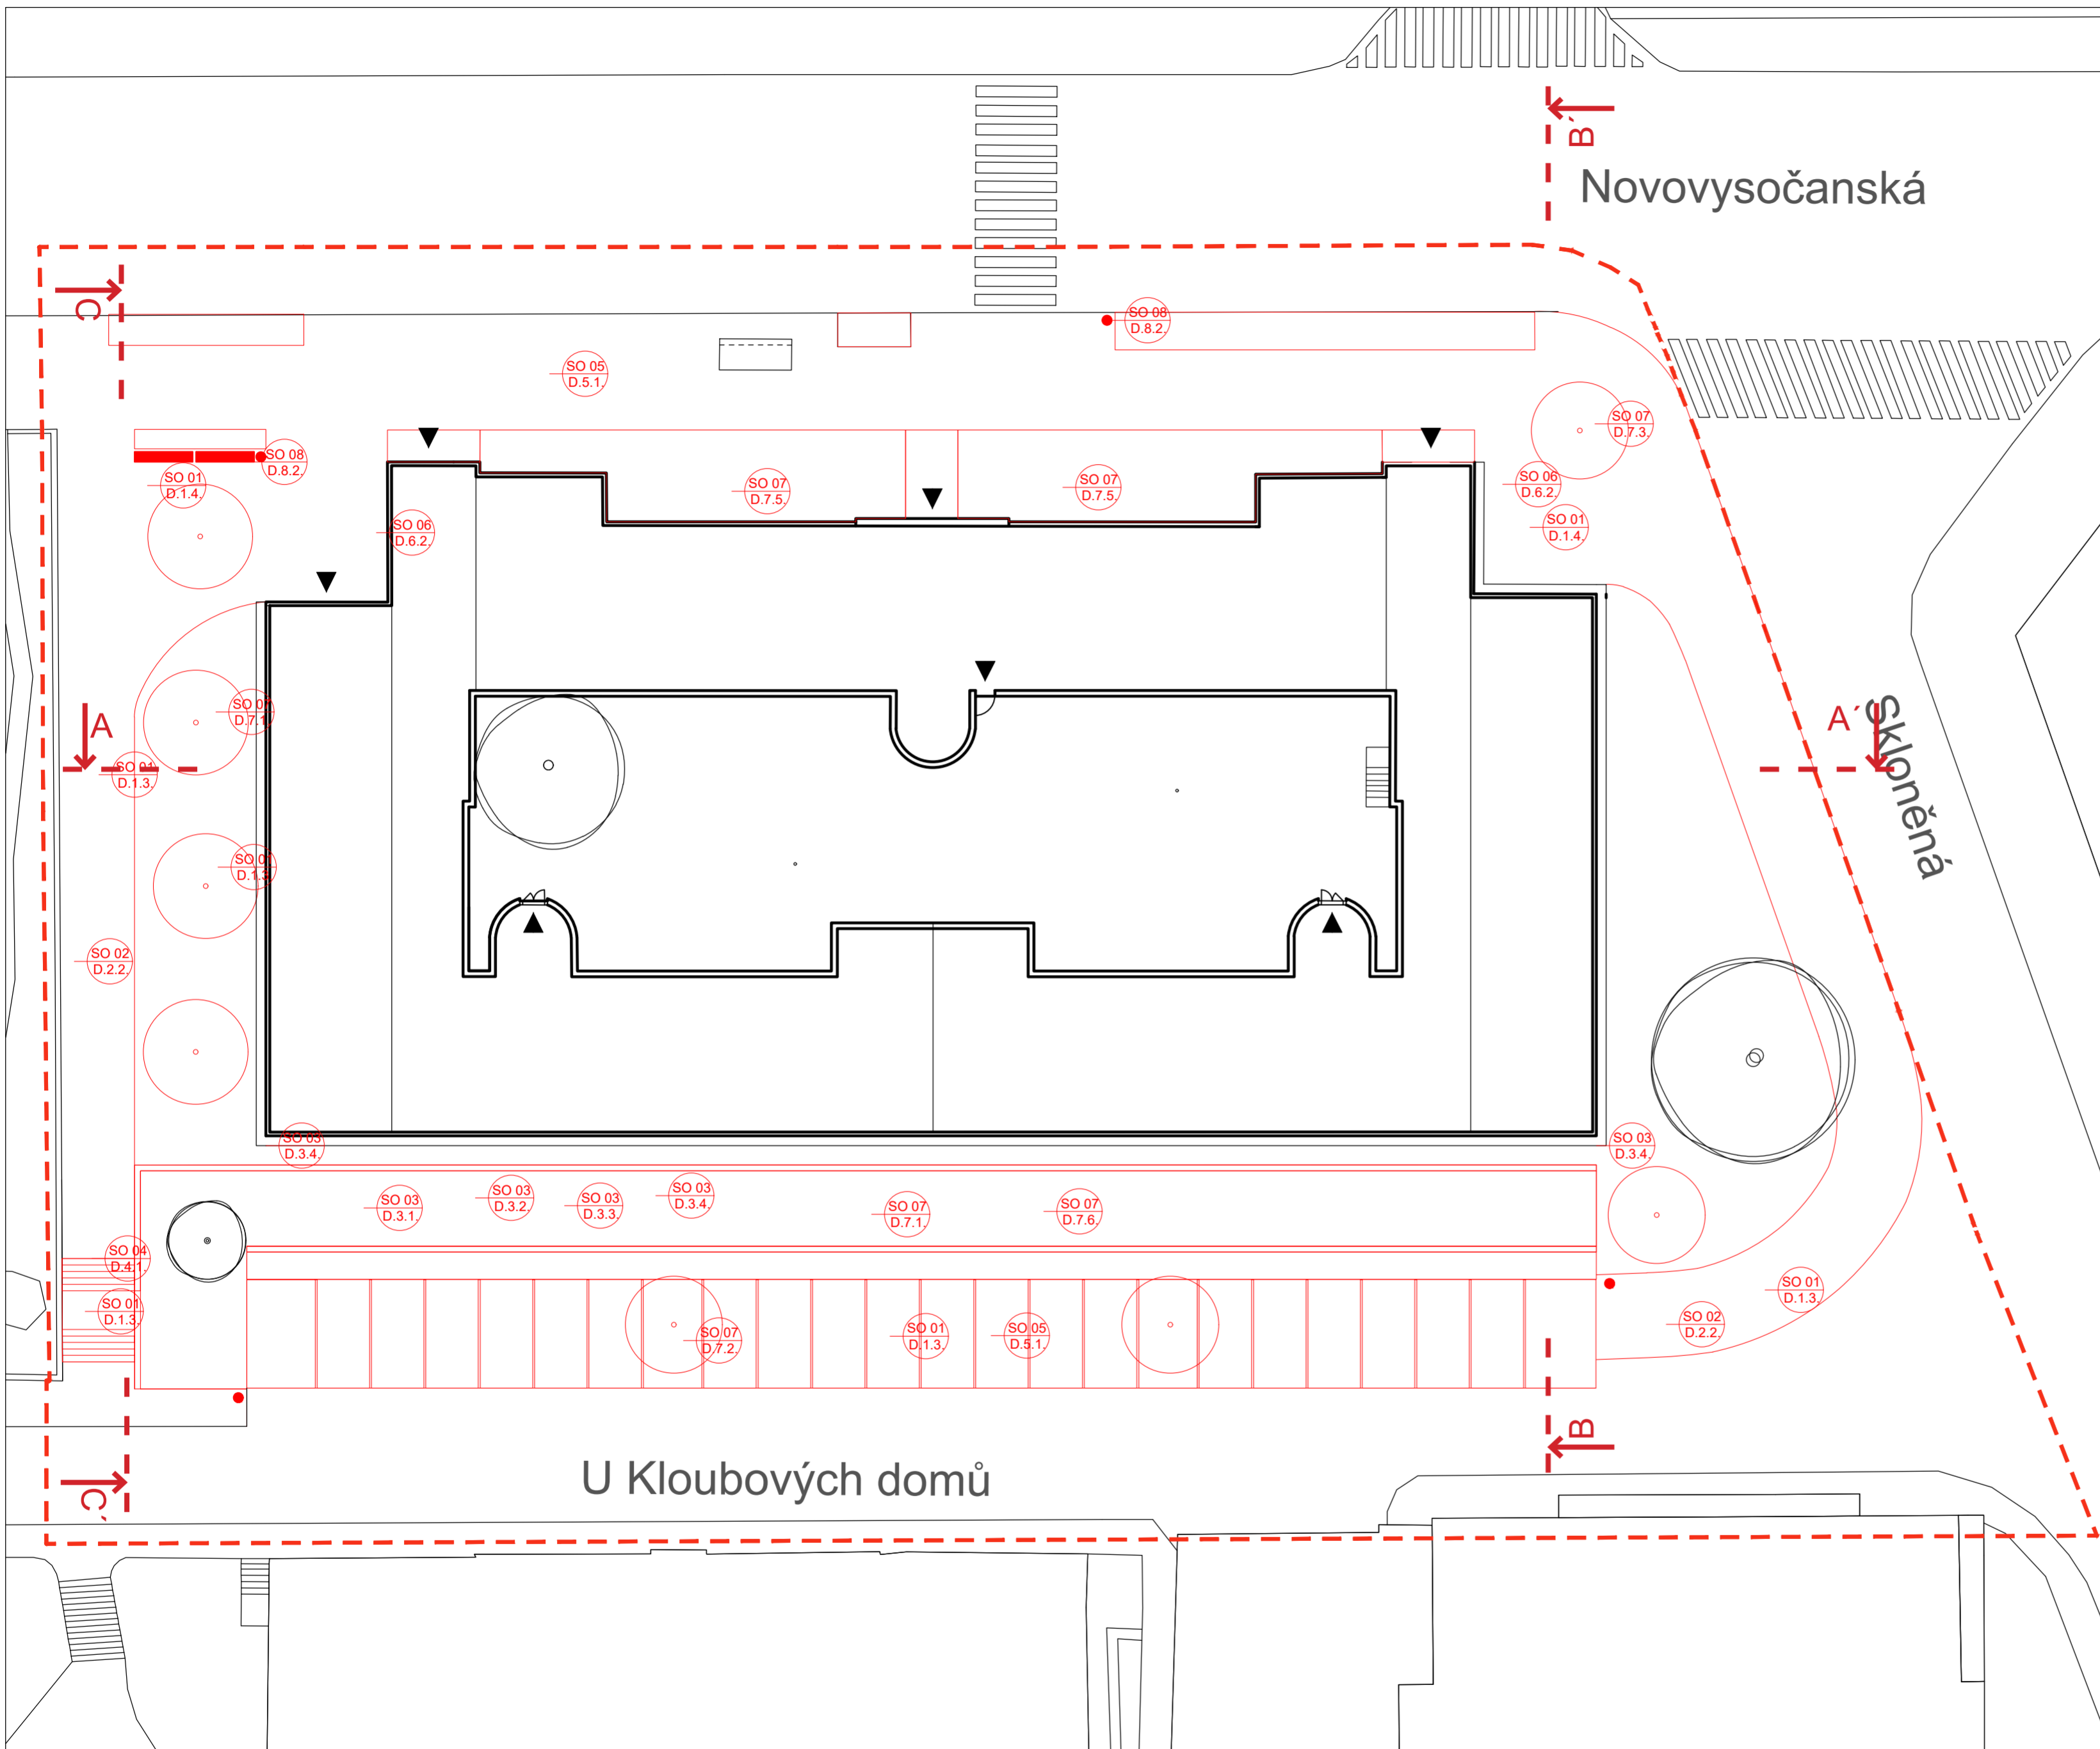 B´
Novovysočanská
C
SO 08
D.8.2.
SO 05
D.5.1.
SO 07
D.7.3.
SO 08
D.8.2.
SO 01
D.1.4.
SO 07
D.7.5.
SO 07
D.7.5.
SO 06
D.6.2.
SO 06
D.6.2.
SO 01
D.1.4.
A
D.7.1.
A´
Skloněná
SO 01
D.1.3.
D.1.3.
SO 02
D.2.2.
SO 03
D.3.4.
SO 03
D.3.4.
SO 03
D.3.1.
SO 03
D.3.2.
SO 03
D.3.3.
SO 03
D.3.4.
SO 07
D.7.1.
SO 07
D.7.6.
SO 04
D.4.1.
SO 01
D.1.3.
SO 01
D.1.3.
SO 02
D.2.2.
SO 07
D.7.2.
SO 01
D.1.3.
SO 05
D.5.1.
B
U Kloubových domů
C´